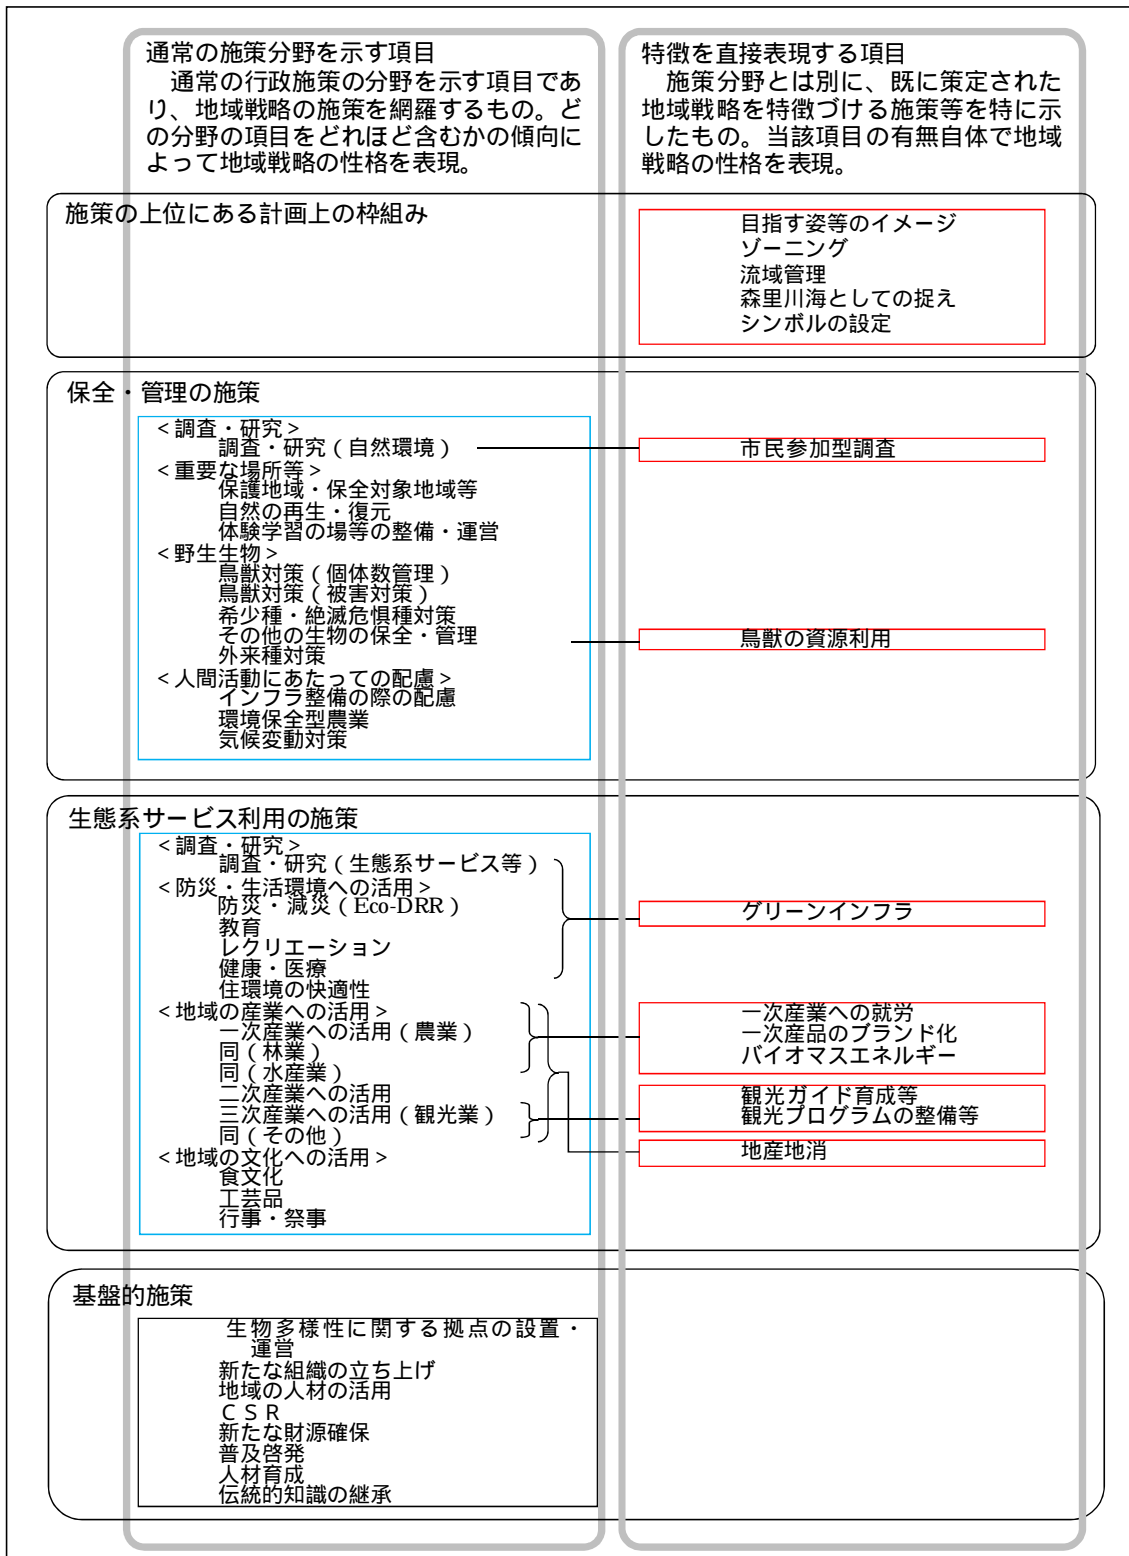 通常の施策分野を示す項目
　通常の行政施策の分野を示す項目であ
り、地域戦略の施策を網羅するもの。ど
の分野の項目をどれほど含むかの傾向に
よって地域戦略の性格を表現。
特徴を直接表現する項目
　施策分野とは別に、既に策定された
地域戦略を特徴づける施策等を特に示
したもの。当該項目の有無自体で地域
戦略の性格を表現。
施策の上位にある計画上の枠組み
目指す姿等のイメージ
ゾーニング
流域管理
森里川海としての捉え
シンボルの設定
保全・管理の施策
<調査・研究>
調査・研究(自然環境)
<重要な場所等>
保護地域・保全対象地域等
自然の再生・復元
体験学習の場等の整備・運営
<野生生物>
鳥獣対策(個体数管理)
鳥獣対策(被害対策)
希少種・絶滅危惧種対策
その他の生物の保全・管理
外来種対策
<人間活動にあたっての配慮>
インフラ整備の際の配慮
環境保全型農業
気候変動対策
市民参加型調査
鳥獣の資源利用
生態系サービス利用の施策
<調査・研究>
調査・研究(生態系サービス等)
<防災・生活環境への活用>
防災・減災(Eco-DRR)
教育
レクリエーション
健康・医療
住環境の快適性
<地域の産業への活用>
一次産業への活用(農業)
同(林業)
同(水産業)
二次産業への活用
三次産業への活用(観光業)
同(その他)
<地域の文化への活用>
食文化
工芸品
行事・祭事
グリーンインフラ
一次産業への就労
一次産品のブランド化
バイオマスエネルギー
観光ガイド育成等
観光プログラムの整備等
地産地消
基盤的施策
生物多様性に関する拠点の設置・
運営
新たな組織の立ち上げ
地域の人材の活用
ＣＳＲ
新たな財源確保
普及啓発
人材育成
伝統的知識の継承